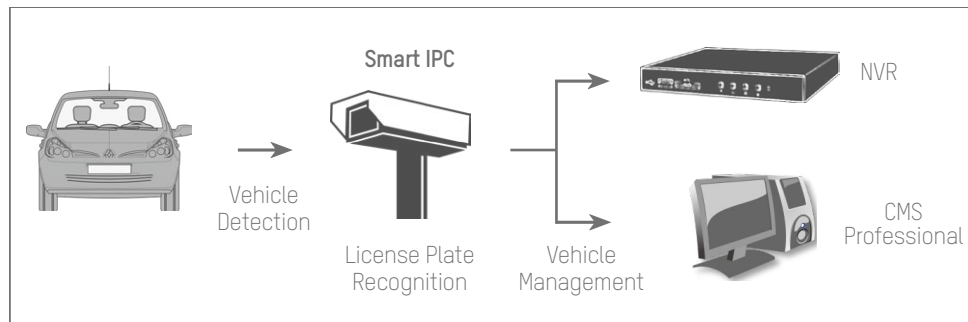 Smart IPC
NVR
Vehicle
Detection
License Plate
Recognition
Vehicle
Management
CMS
Professional